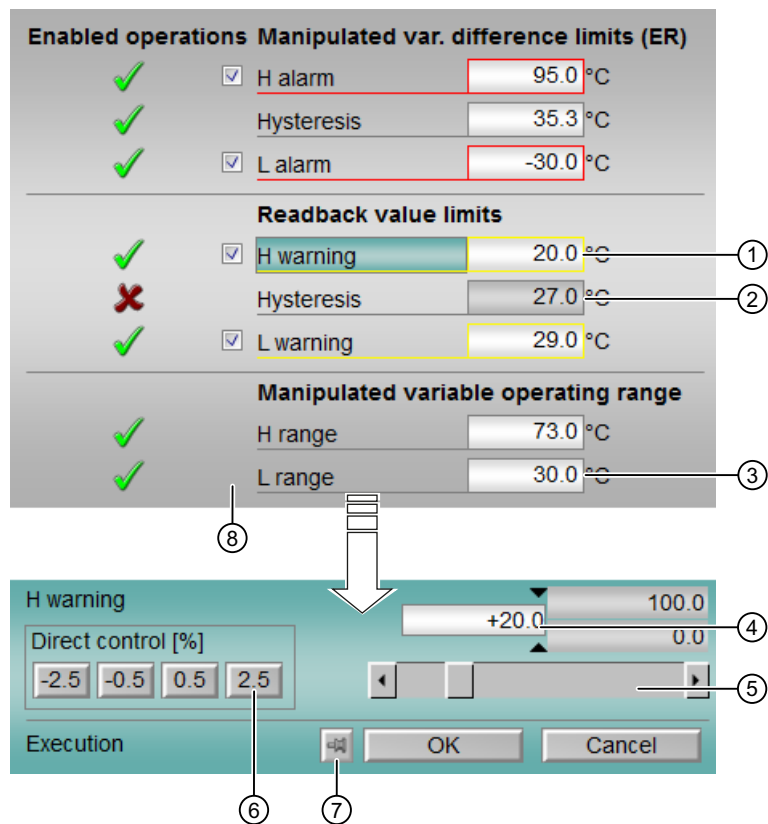 Enabled operations Manipulated var. difference limits (ER)
H alarm 95.0 °C
Hysteresis 35.3 °C
L alarm -30.0 °C
Readback value limits
H warning 20.0 °C 1
Hysteresis 27.0 °C 2
L warning 29.0 °C
Manipulated variable operating range
H range 73.0 °C
L range 30.0 °C 3
8
H warning +20.0 100.0
4
Direct control [%] 0.0
-2.5 -0.5 0.5 2.5 5
Execution OK Cancel
6 7